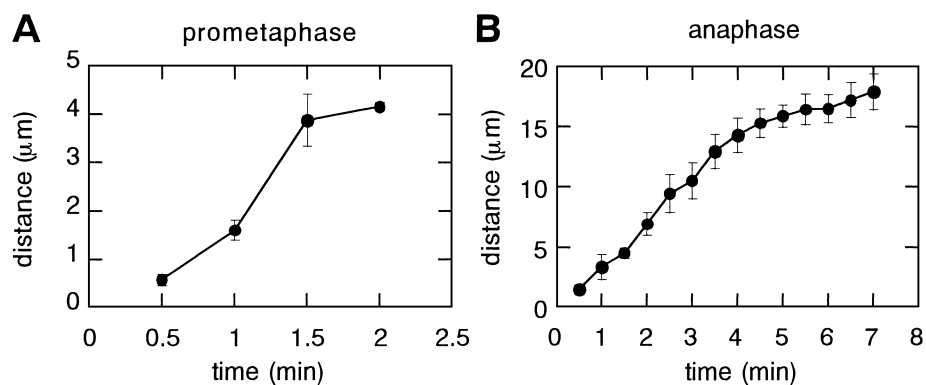 A
prometaphase
5
4
3
2
1
0
0 0.5 1 1.5 2 2.5
distance (μm)
time (min)
B
anaphase
20
15
10
5
0
0 1 2 3 4 5 6 7 8
distance (μm)
time (min)